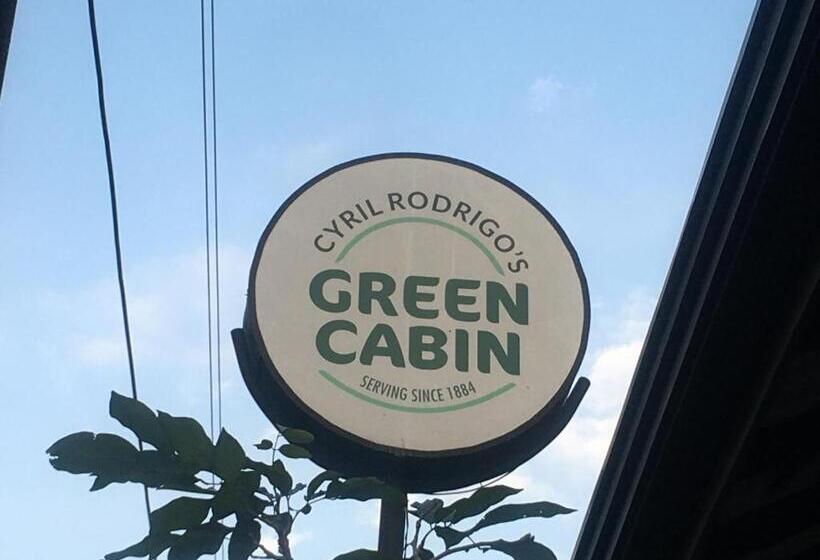 CYRIL RODRIGO'S
GREEN
CABIN
SERVING SINCE 1884